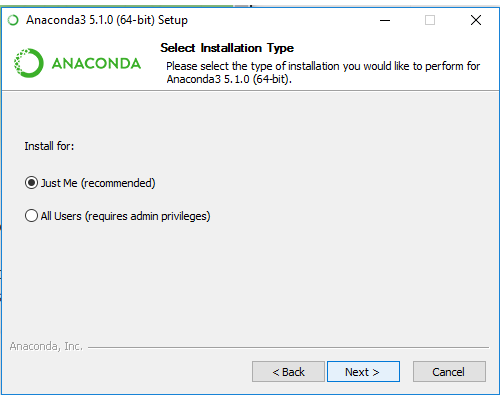 Anaconda3 5.1.0 (64-bit) Setup
ANACONDA
Select Installation Type
Please select the type of installation you would like to perform for
Anaconda3 5.1.0 (64-bit).
Install for:
Just Me (recommended)
All Users (requires admin privileges)
Anaconda, Inc.
< Back
Next >
Cancel